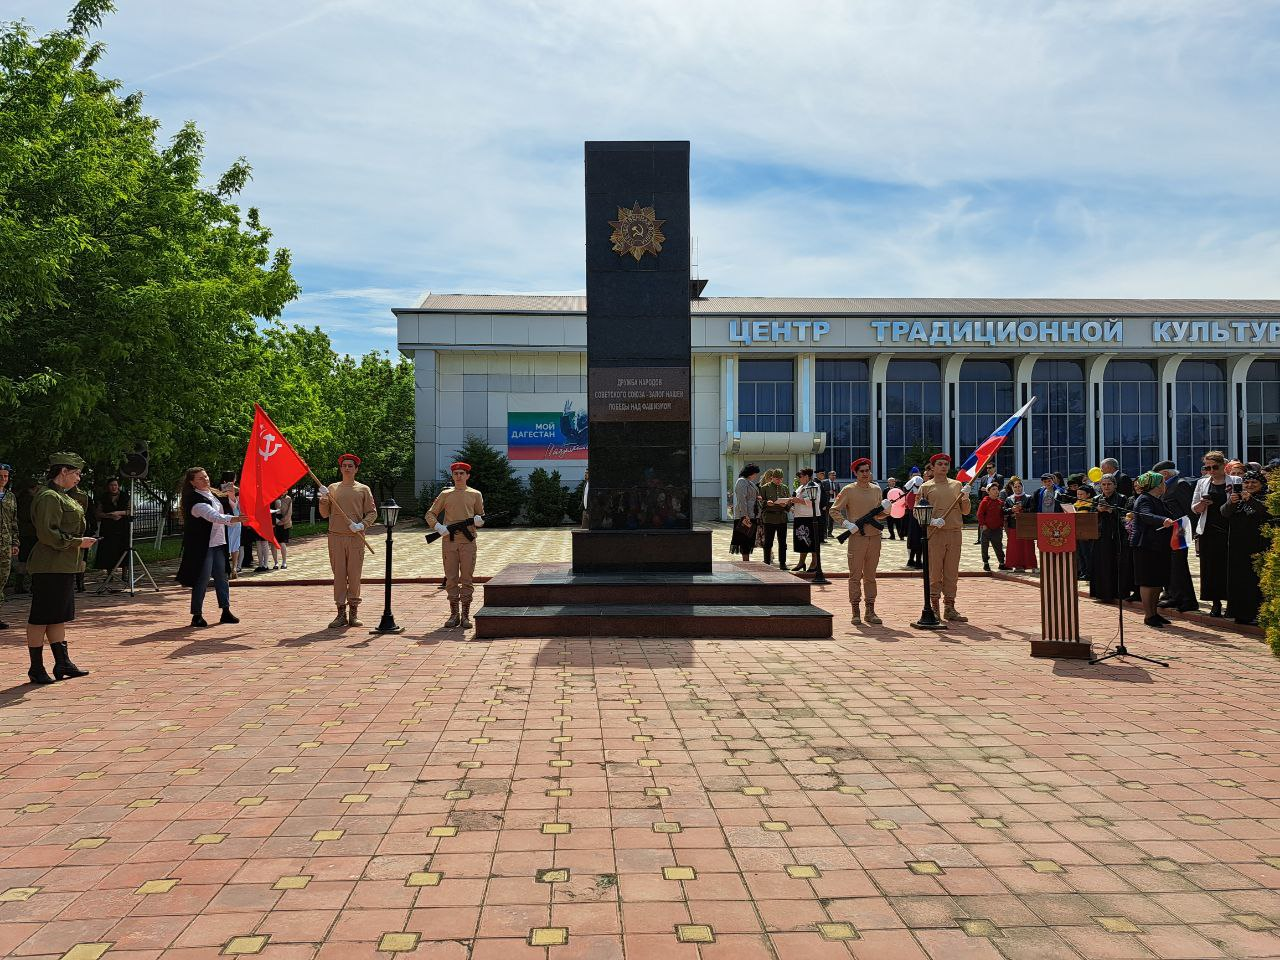 ЦЕНТР ТРАДИЦИОННОЙ КУЛЬТУР
ДРУЖБА НАРОДОВ
СОВЕТСКОГО СОЮЗА - ЗАЛОГ НАШЕЙ
ПОБЕДЫ НАД ФАШИЗМОМ
МОЙ
ДАГЕСТАН